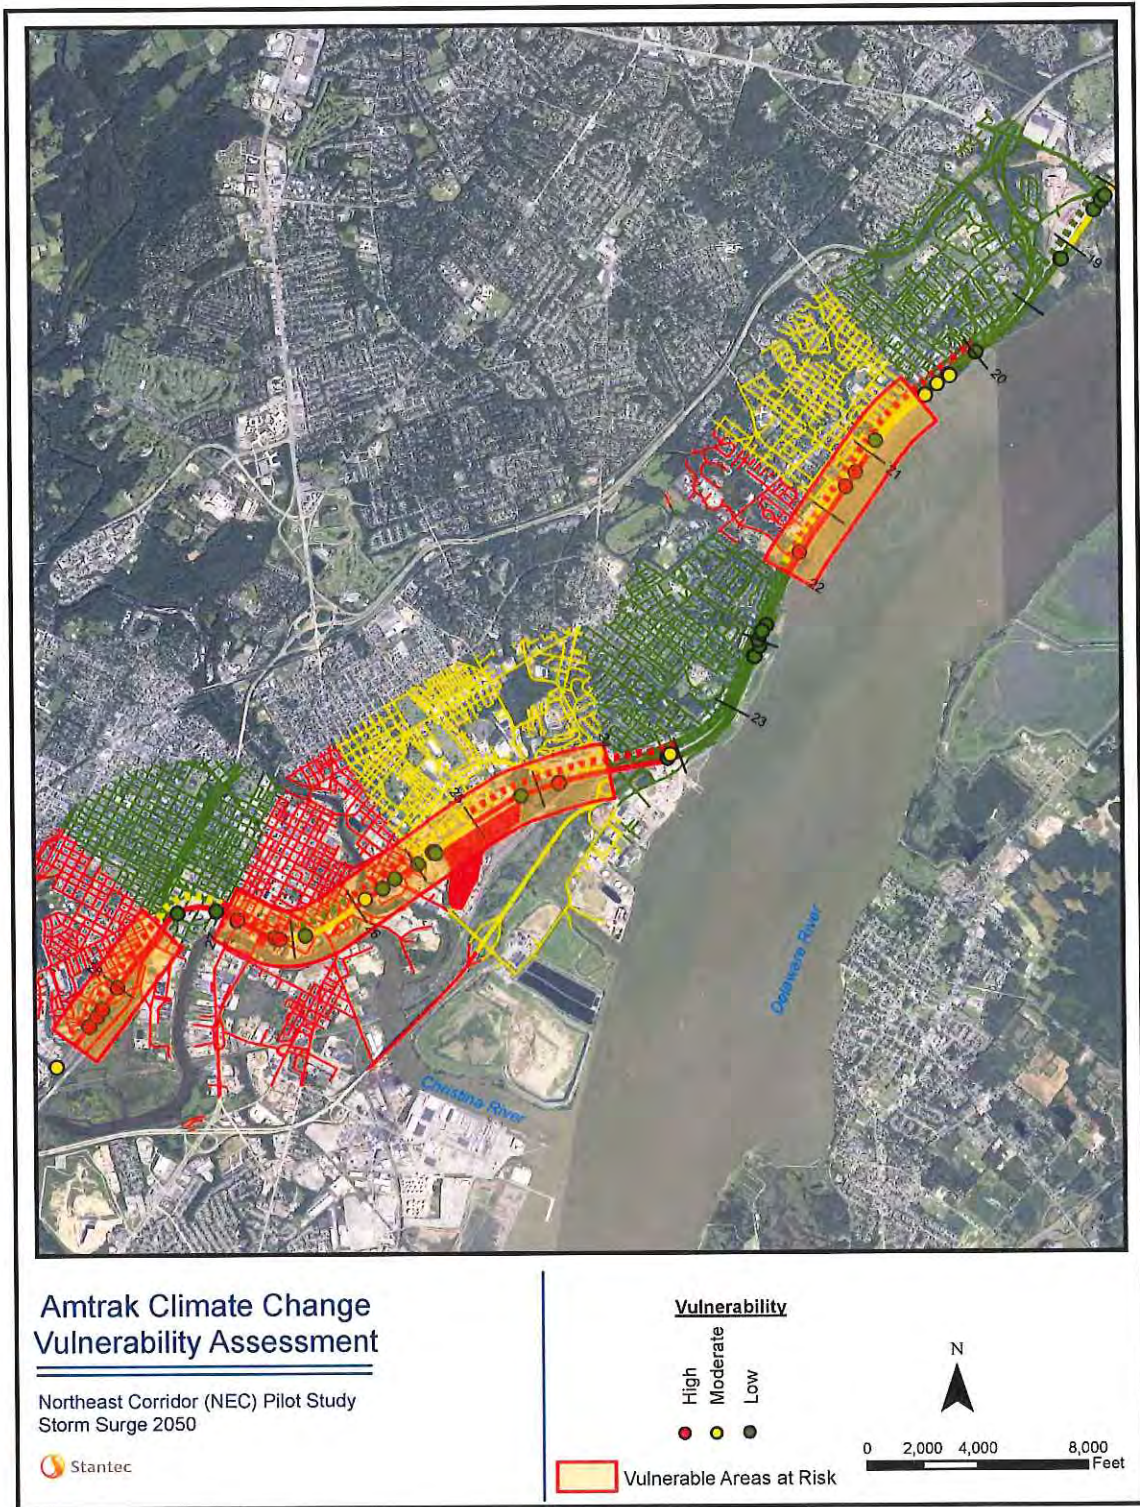 19
20
21
22
23
25
26
Delaware River
Christina River
Amtrak Climate Change
Vulnerability Assessment
Northeast Corridor (NEC) Pilot Study
Storm Surge 2050
Stantec
Vulnerability
High
Moderate
Low
Vulnerable Areas at Risk
N
0 2,000 4,000 8,000
Feet